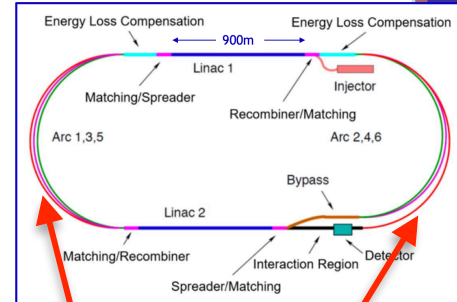 Energy Loss Compensation
Energy Loss Compensation
900m
Linac 1
Injector
Matching/Spreader
Recombiner/Matching
Arc 1,3,5
Arc 2,4,6
Bypass
Linac 2
Matching/Recombiner
Interaction Region
Detector
Spreader/Matching